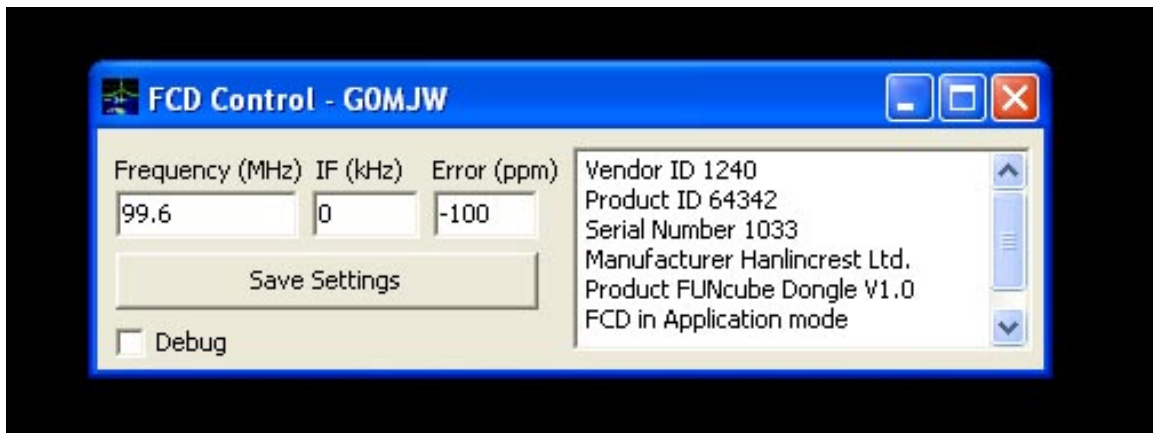 FCD Control - G0MJW
Frequency (MHz) IF (kHz) Error (ppm)
99.6 0 -100
Save Settings
Debug
Vendor ID 1240
Product ID 64342
Serial Number 1033
Manufacturer Hanlincrest Ltd.
Product FUNcube Dongle V1.0
FCD in Application mode